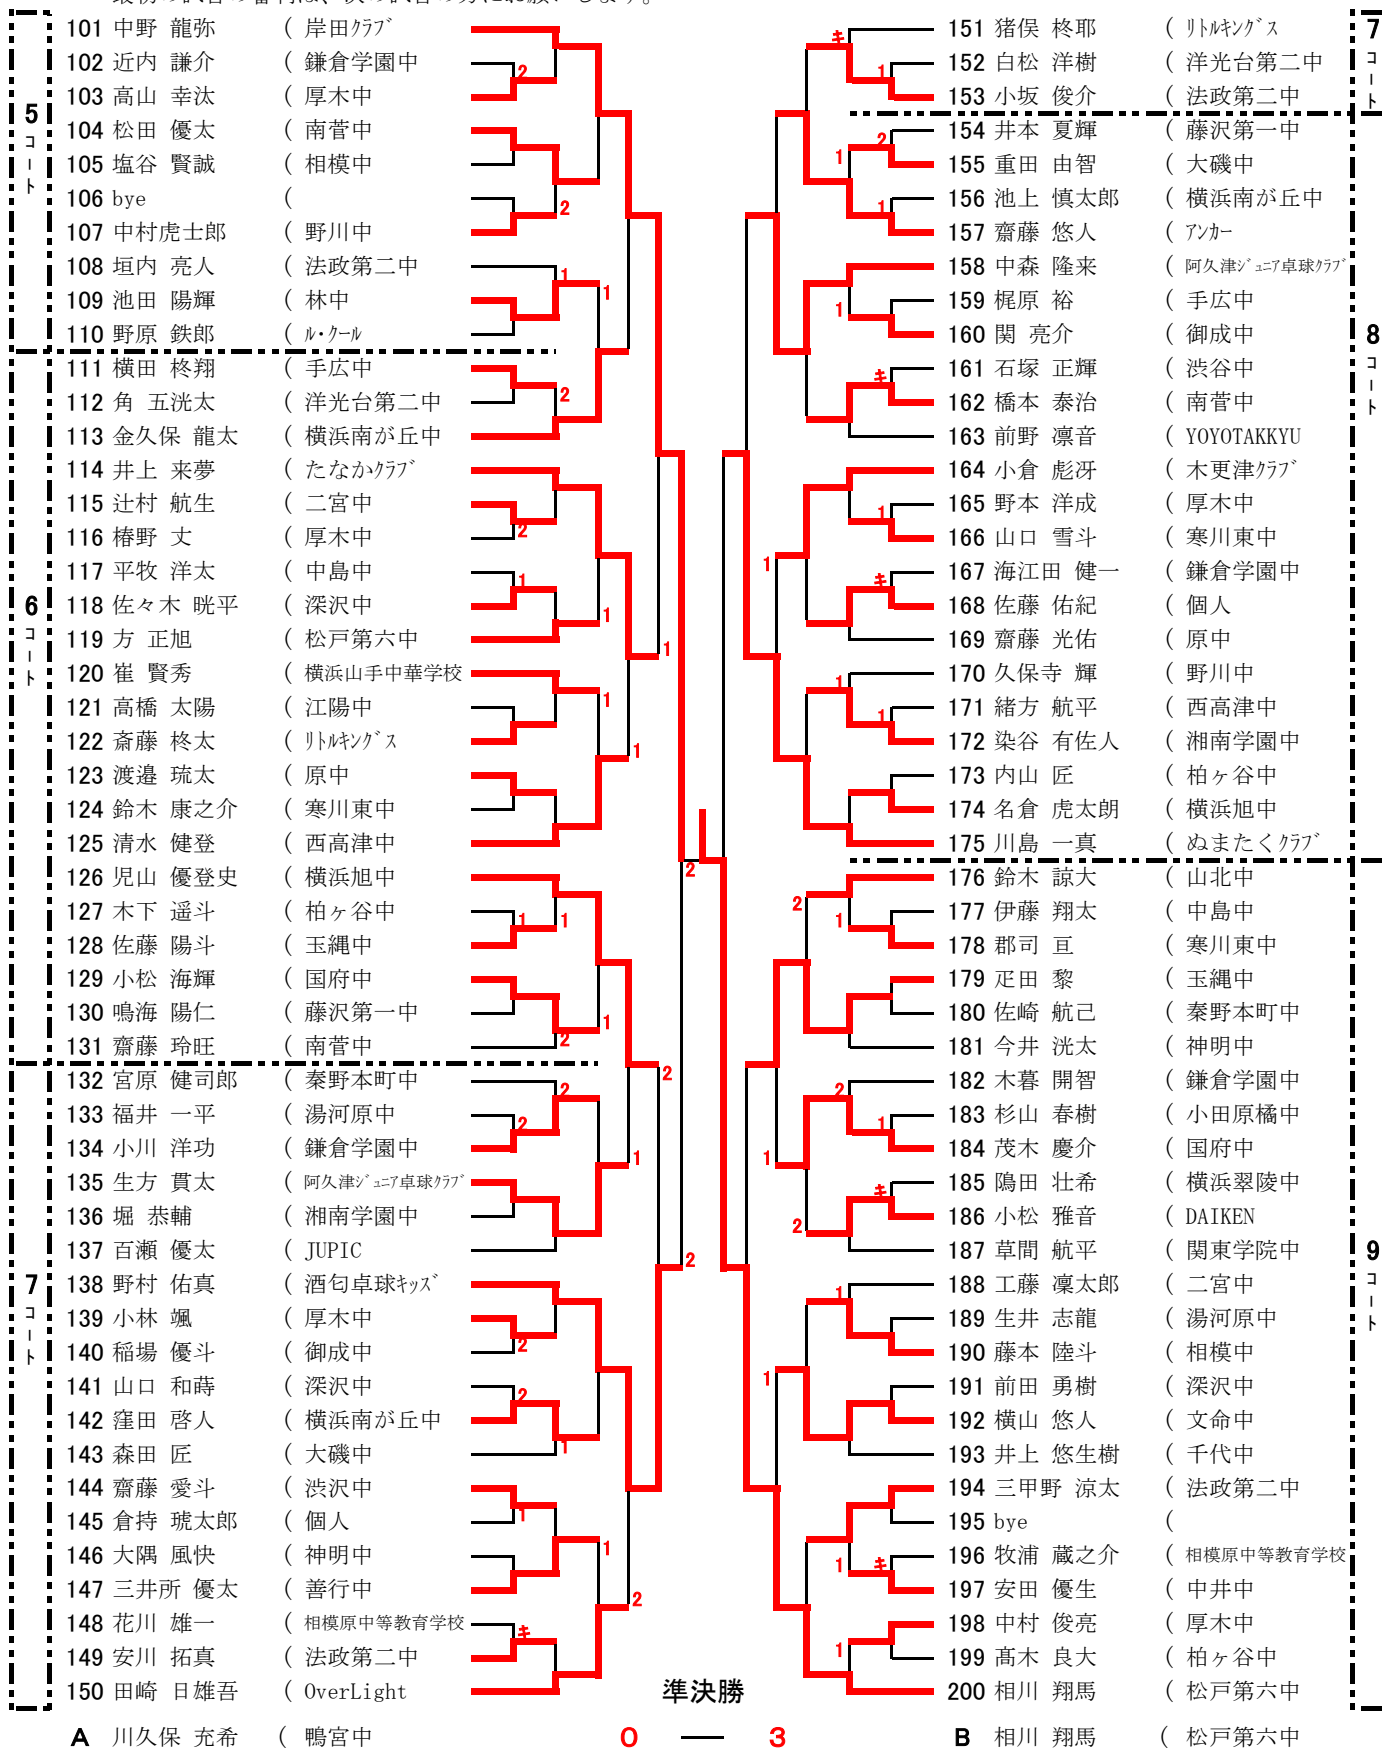 5コート
101 中野 龍弥 ( 岸田ｸﾗﾌﾞ
102 近内 謙介 ( 鎌倉学園中
103 高山 幸汰 ( 厚木中
104 松田 優太 ( 南菅中
105 塩谷 賢誠 ( 相模中
106 bye (
107 中村虎士郎 ( 野川中
108 垣内 亮人 ( 法政第二中
109 池田 陽輝 ( 林中
110 野原 鉄郎 ( ﾙ･ｸｰﾙ
6コート
111 横田 柊翔 ( 手広中
112 角 五洸太 ( 洋光台第二中
113 金久保 龍太 ( 横浜南が丘中
114 井上 来夢 ( たなかｸﾗﾌﾞ
115 辻村 航生 ( 二宮中
116 椿野 丈 ( 厚木中
117 平牧 洋太 ( 中島中
118 佐々木 晄平 ( 深沢中
119 方 正旭 ( 松戸第六中
120 崔 賢秀 ( 横浜山手中華学校
121 高橋 太陽 ( 江陽中
122 斎藤 柊太 ( ﾘﾄﾙｷﾝｸﾞｽ
123 渡邉 琉太 ( 原中
124 鈴木 康之介 ( 寒川東中
125 清水 健登 ( 西高津中
126 児山 優登史 ( 横浜旭中
127 木下 遥斗 ( 柏ヶ谷中
128 佐藤 陽斗 ( 玉縄中
129 小松 海輝 ( 国府中
130 鳴海 陽仁 ( 藤沢第一中
131 齋藤 玲旺 ( 南菅中
7コート
132 宮原 健司郎 ( 秦野本町中
133 福井 一平 ( 湯河原中
134 小川 洋功 ( 鎌倉学園中
135 生方 貫太 ( 阿久津ｼﾞｭﾆｱ卓球ｸﾗﾌﾞ
136 堀 恭輔 ( 湘南学園中
137 百瀬 優太 ( JUPIC
138 野村 佑真 ( 酒匂卓球ｷｯｽﾞ
139 小林 颯 ( 厚木中
140 稲場 優斗 ( 御成中
141 山口 和蒔 ( 深沢中
142 窪田 啓人 ( 横浜南が丘中
143 森田 匠 ( 大磯中
144 齋藤 愛斗 ( 渋沢中
145 倉持 琥太郎 ( 個人
146 大隅 風快 ( 神明中
147 三井所 優太 ( 善行中
148 花川 雄一 ( 相模原中等教育学校
149 安川 拓真 ( 法政第二中
150 田崎 日雄吾 ( OverLight
7コート
151 猪俣 柊耶 ( ﾘﾄﾙｷﾝｸﾞｽ
152 白松 洋樹 ( 洋光台第二中
153 小坂 俊介 ( 法政第二中
8コート
154 井本 夏輝 ( 藤沢第一中
155 重田 由智 ( 大磯中
156 池上 慎太郎 ( 横浜南が丘中
157 齋藤 悠人 ( ｱﾝｶｰ
158 中森 隆来 ( 阿久津ｼﾞｭﾆｱ卓球ｸﾗﾌﾞ
159 梶原 裕 ( 手広中
160 関 亮介 ( 御成中
161 石塚 正輝 ( 渋谷中
162 橋本 泰治 ( 南菅中
163 前野 凛音 ( YOYOTAKKYU
164 小倉 彪冴 ( 木更津ｸﾗﾌﾞ
165 野本 洋成 ( 厚木中
166 山口 雪斗 ( 寒川東中
167 海江田 健一 ( 鎌倉学園中
168 佐藤 佑紀 ( 個人
169 齋藤 光佑 ( 原中
170 久保寺 輝 ( 野川中
171 緒方 航平 ( 西高津中
172 染谷 有佐人 ( 湘南学園中
173 内山 匠 ( 柏ヶ谷中
174 名倉 虎太朗 ( 横浜旭中
175 川島 一真 ( ぬまたくｸﾗﾌﾞ
9コート
176 鈴木 諒大 ( 山北中
177 伊藤 翔太 ( 中島中
178 郡司 亘 ( 寒川東中
179 疋田 黎 ( 玉縄中
180 佐崎 航己 ( 秦野本町中
181 今井 洸太 ( 神明中
182 木暮 開智 ( 鎌倉学園中
183 杉山 春樹 ( 小田原橘中
184 茂木 慶介 ( 国府中
185 隝田 壮希 ( 横浜翠陵中
186 小松 雅音 ( DAIKEN
187 草間 航平 ( 関東学院中
188 工藤 凜太郎 ( 二宮中
189 生井 志龍 ( 湯河原中
190 藤本 陸斗 ( 相模中
191 前田 勇樹 ( 深沢中
192 横山 悠人 ( 文命中
193 井上 悠生樹 ( 千代中
194 三甲野 涼太 ( 法政第二中
195 bye (
196 牧浦 蔵之介 ( 相模原中等教育学校
197 安田 優生 ( 中井中
198 中村 俊亮 ( 厚木中
199 髙木 良大 ( 柏ヶ谷中
200 相川 翔馬 ( 松戸第六中
準決勝
A 川久保 充希 ( 鴨宮中 0 ― 3 B 相川 翔馬 ( 松戸第六中